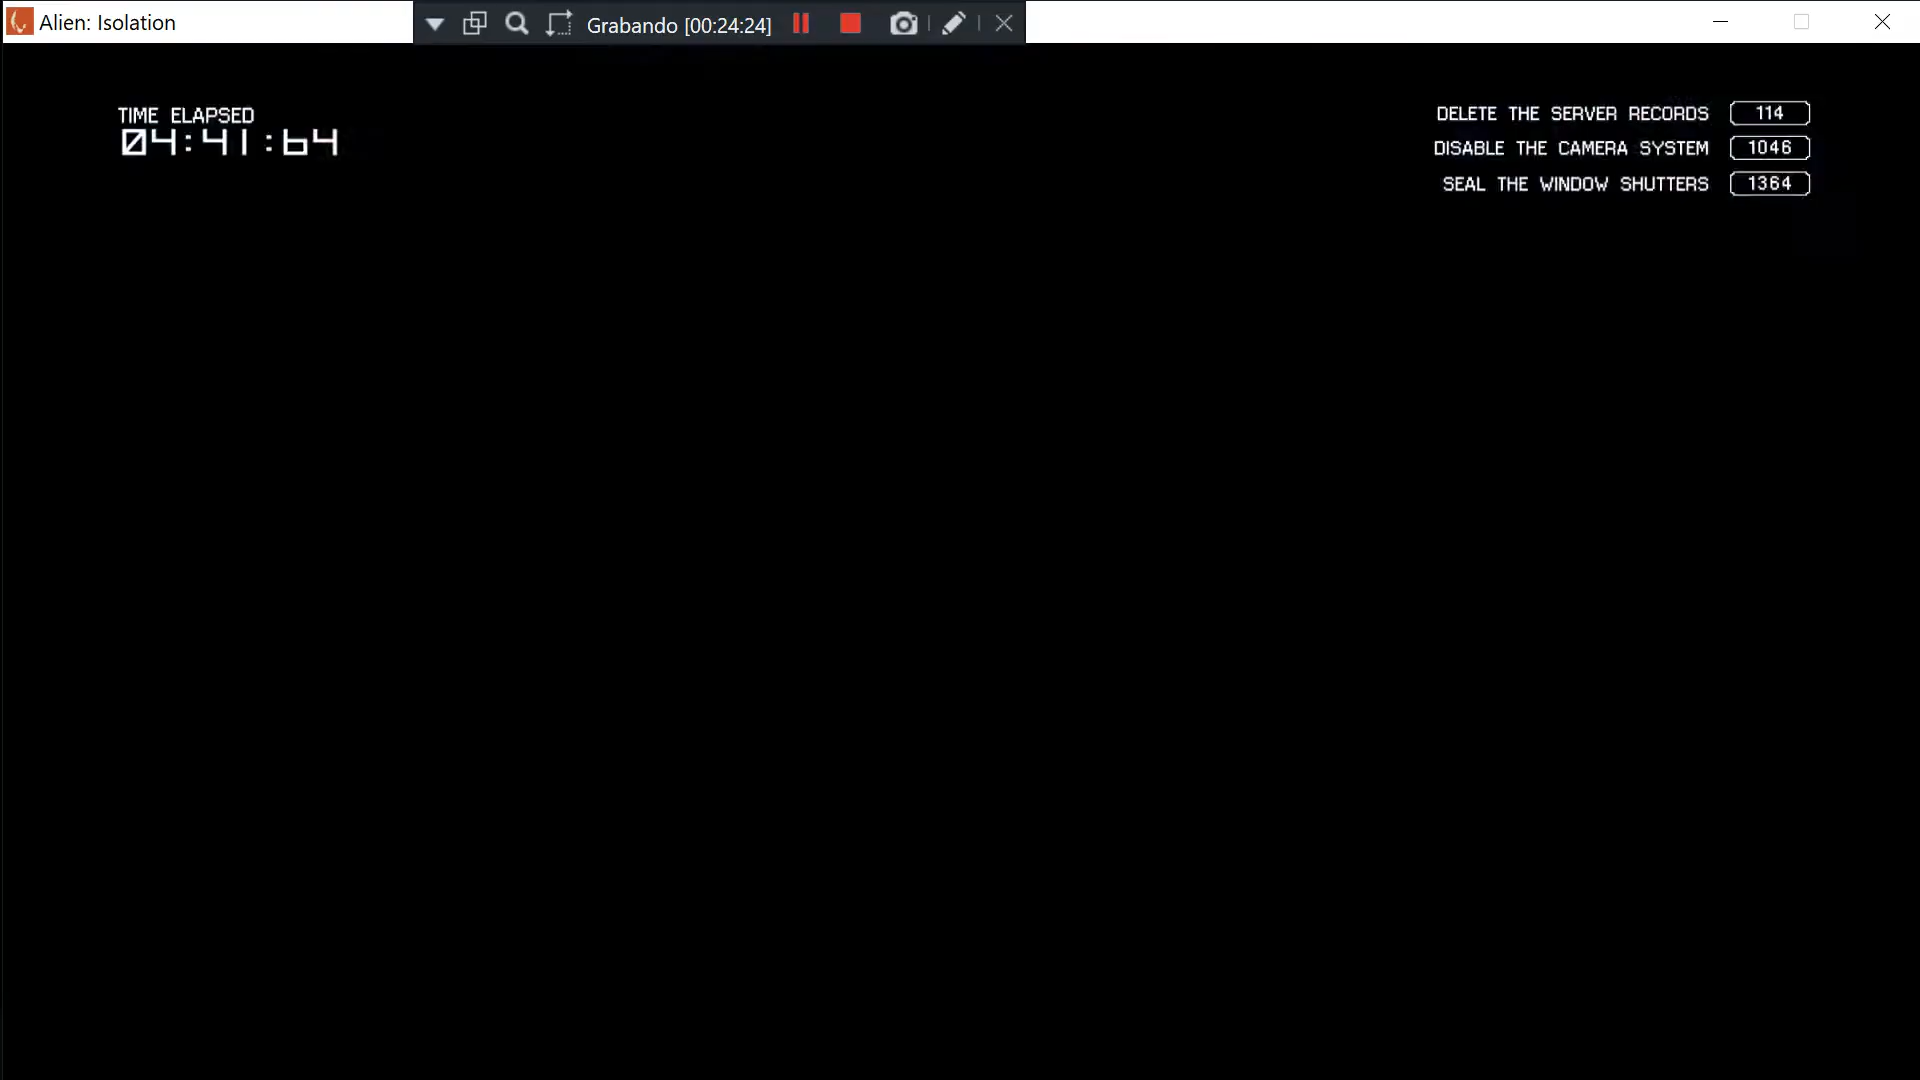 Alien: Isolation
Grabando [00:24:24]
TIME ELAPSED
04:41:64
DELETE THE SERVER RECORDS 114
DISABLE THE CAMERA SYSTEM 1046
SEAL THE WINDOW SHUTTERS 1364